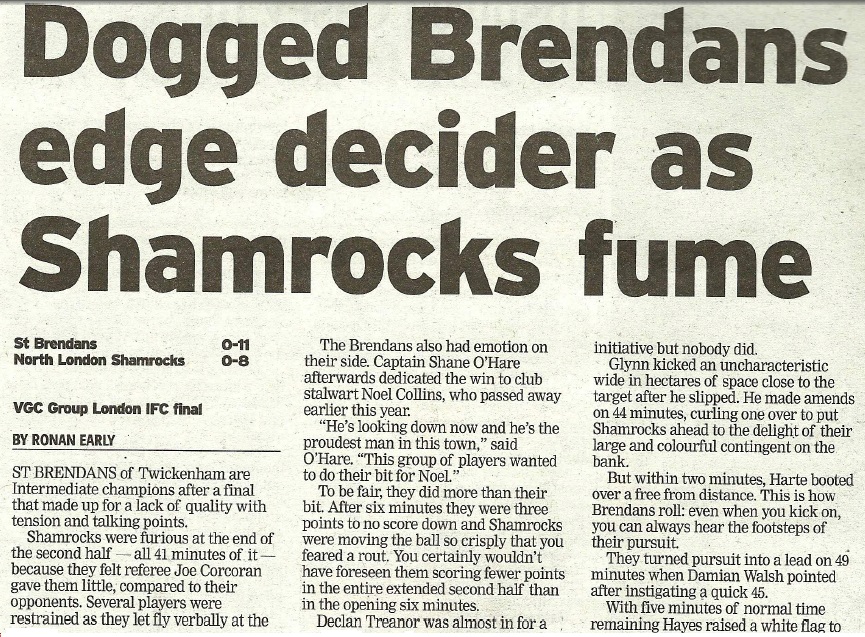 Dogged Brendans
edge decider as
Shamrocks fume
St Brendans 0-11
North London Shamrocks 0-8
VGC Group London IFC final
BY RONAN EARLY
ST BRENDANS of Twickenham are
Intermediate champions after a final
that made up for a lack of quality with
tension and talking points.
Shamrocks were furious at the end of
the second half — all 41 minutes of it —
because they felt referee Joe Corcoran
gave them little, compared to their
opponents. Several players were
restrained as they let fly verbally at the
The Brendans also had emotion on
their side. Captain Shane O'Hare
afterwards dedicated the win to club
stalwart Noel Collins, who passed away
earlier this year.
"He's looking down now and he's the
proudest man in this town," said
O'Hare. "This group of players wanted
to do their bit for Noel."
To be fair, they did more than their
bit. After six minutes they were three
points to no score down and Shamrocks
were moving the ball so crisply that you
feared a rout. You certainly wouldn't
have foreseen them scoring fewer points
in the entire extended second half than
in the opening six minutes.
Declan Treanor was almost in for a
initiative but nobody did.
Glynn kicked an uncharacteristic
wide in hectares of space close to the
target after he slipped. He made amends
on 44 minutes, curling one over to put
Shamrocks ahead to the delight of their
large and colourful contingent on the
bank.
But within two minutes, Harte booted
over a free from distance. This is how
Brendans roll: even when you kick on,
you can always hear the footsteps of
their pursuit.
They turned pursuit into a lead on 49
minutes when Damian Walsh pointed
after instigating a quick 45.
With five minutes of normal time
remaining Hayes raised a white flag to